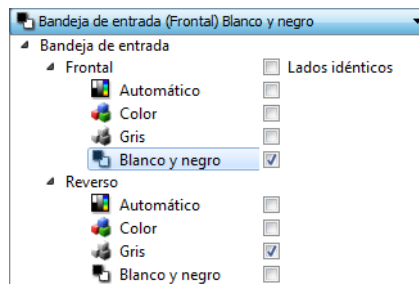 Bandeja de entrada (Frontal) Blanco y negro
Bandeja de entrada
Frontal Lados idénticos
Automático
Color
Gris
Blanco y negro
Reverso
Automático
Color
Gris
Blanco y negro